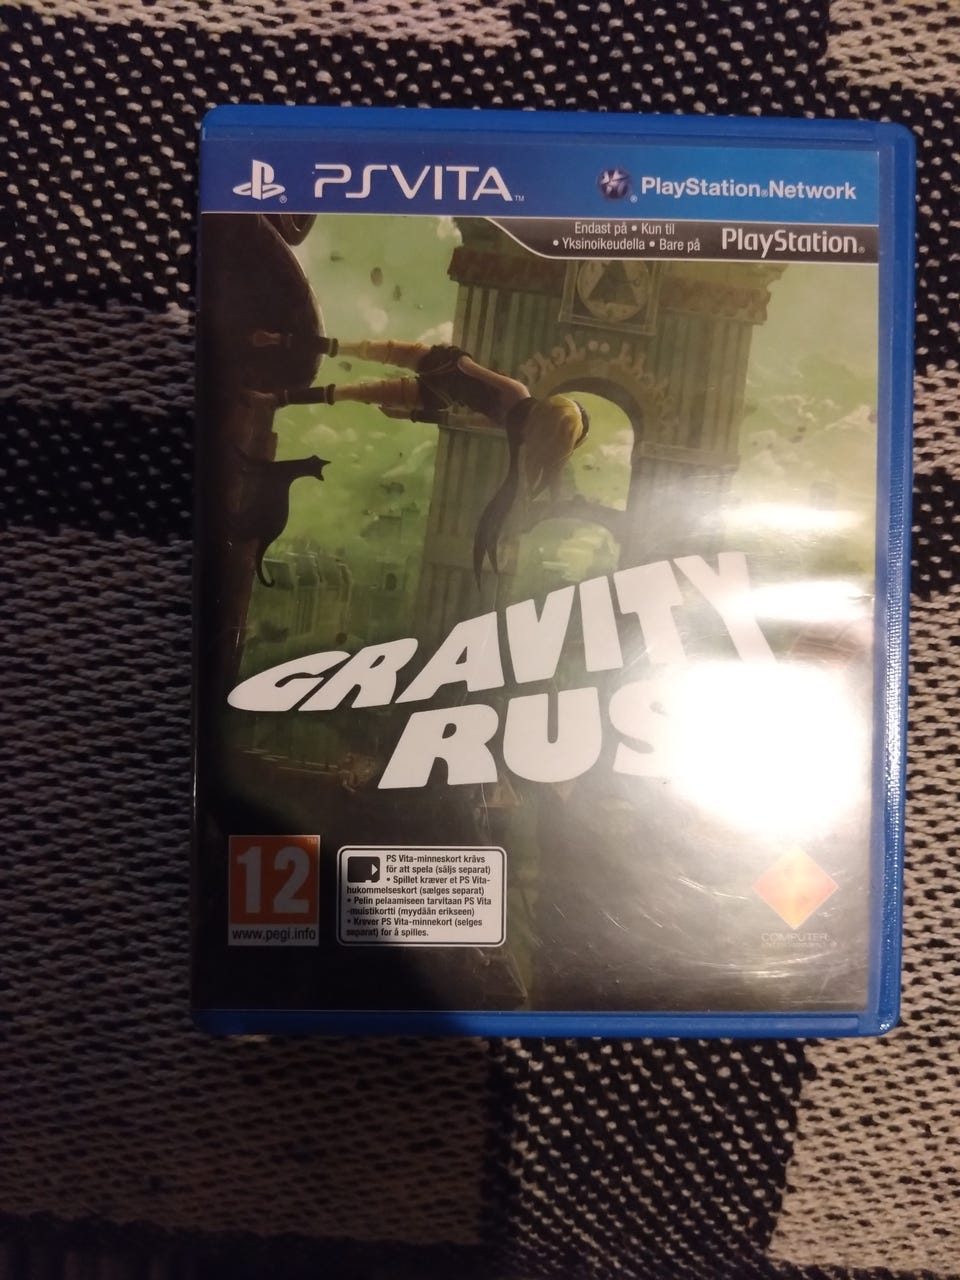 PSVITA™
PlayStation®Network
Endast på • Kun til
• Yksinoikeudella • Bare på
PlayStation®
GRAVITY
RUS
12
www.pegi.info
PS Vita-minneskort krävs
för att spela (säljs separat)
• Spillet kræver et PS Vita-
hukommelseskort (sælges separat)
• Pelin pelaamiseen tarvitaan PS Vita
-muistikortti (myydään erikseen)
• Krever PS Vita-minnekort (selges
separat) for å spilles.
COMPUTER
ENTERTAINMENT®